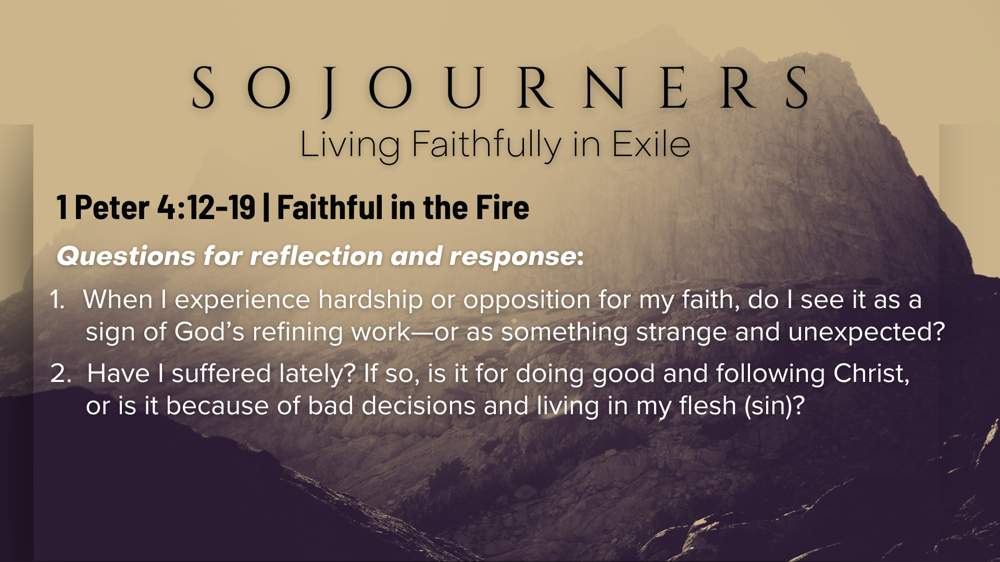 SOJOURNERS
Living Faithfully in Exile
1 Peter 4:12-19 | Faithful in the Fire
Questions for reflection and response:
1. When I experience hardship or opposition for my faith, do I see it as a
sign of God’s refining work—or as something strange and unexpected?
2. Have I suffered lately? If so, is it for doing good and following Christ,
or is it because of bad decisions and living in my flesh (sin)?